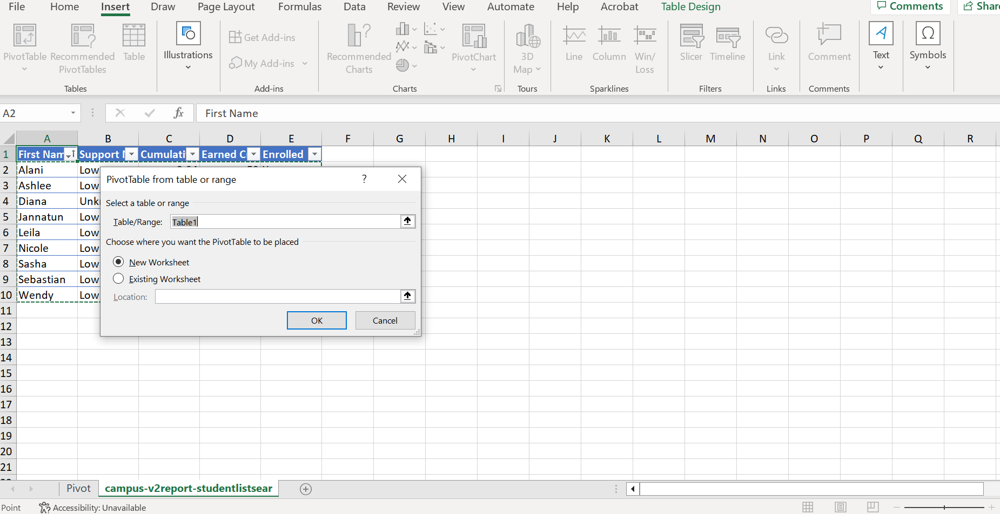 File Home Insert Draw Page Layout Formulas Data Review View Automate Help Acrobat Table Design Comments
PivotTable Recommended PivotTables Table Illustrations Get Add-ins My Add-ins Recommended Charts PivotChart 3D Map Line Column Win/Loss Slicer Timeline Link Comment Text Symbols
Tables Add-ins Charts Tours Sparklines Filters Links Comments
A2 fx First Name
A B C D E F G H I J K L M N O P Q R
1 First Nam Support Cumulati Earned C Enrolled
2 Alani Low
3 Ashlee Low
4 Diana Unk
5 Jannatun Low
6 Leila Low
7 Nicole Low
8 Sasha Low
9 Sebastian Low
10 Wendy Low
11
12
13
14
15
16
17
18
19
20
21
PivotTable from table or range ?
Select a table or range
Table/Range: Table1
Choose where you want the PivotTable to be placed
New Worksheet
Existing Worksheet
Location:
OK Cancel
Pivot campus-v2report-studentlistsear
Point Accessibility: Unavailable